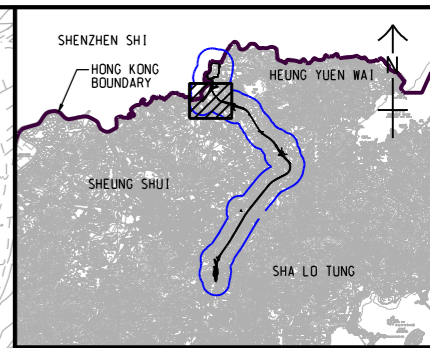 SHENZHEN SHI
HONG KONG
BOUNDARY
HEUNG YUEN WAI
N
SHEUNG SHUI
SHA LO TUNG